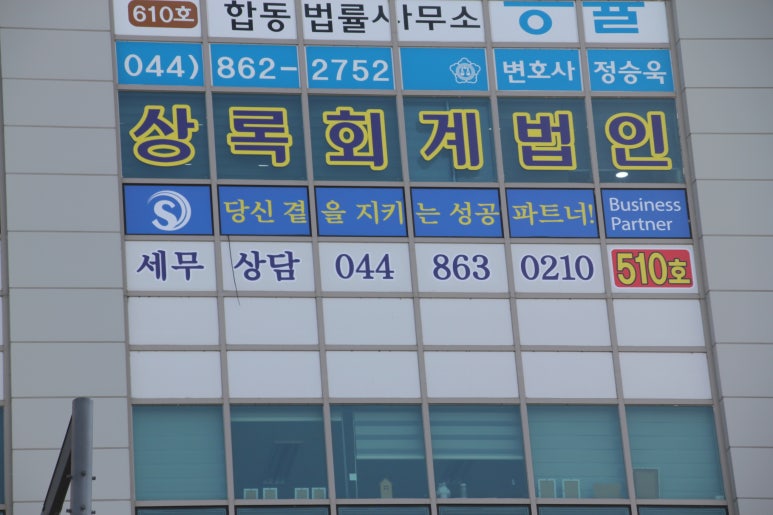 610호 합동 법률사무소
044) 862-2752 변호사 정승욱
상록회계법인
당신 곁을 지키는 성공 파트너! Business Partner
세무 상담 044 863 0210 510호